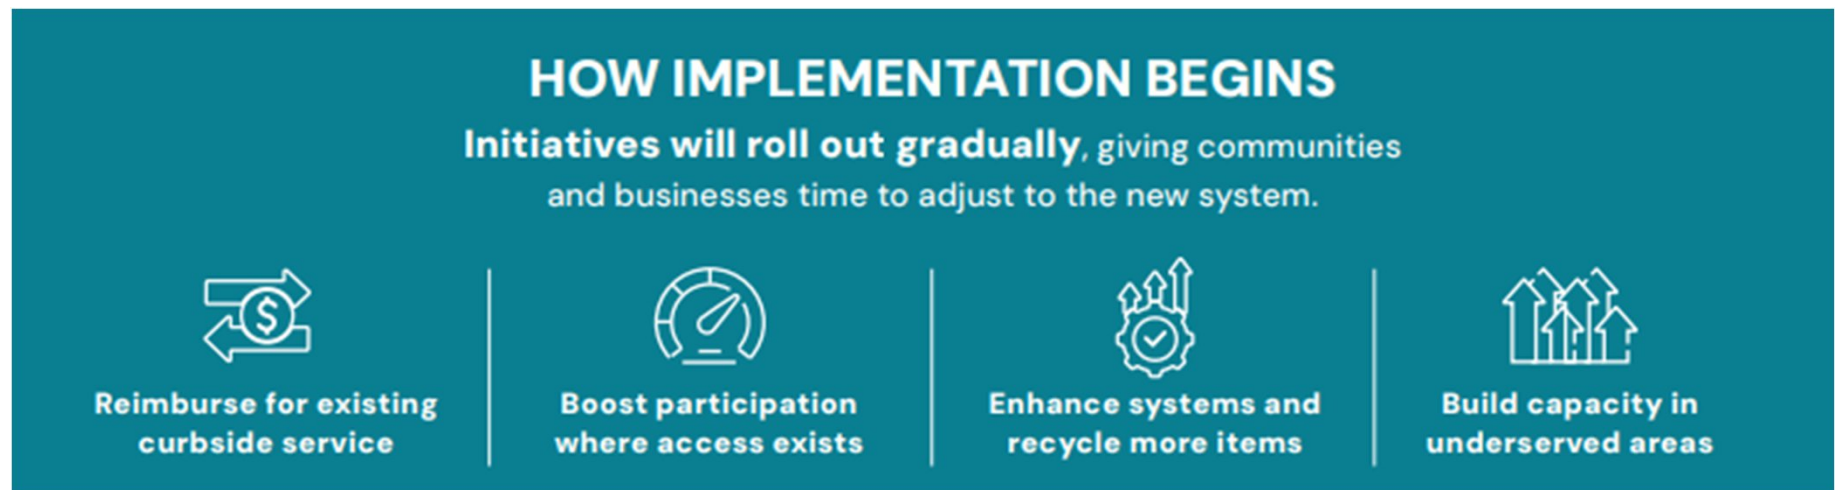 HOW IMPLEMENTATION BEGINS
Initiatives will roll out gradually, giving communities
and businesses time to adjust to the new system.
$
Reimburse for existing
curbside service
Boost participation
where access exists
Enhance systems and
recycle more items
Build capacity in
underserved areas